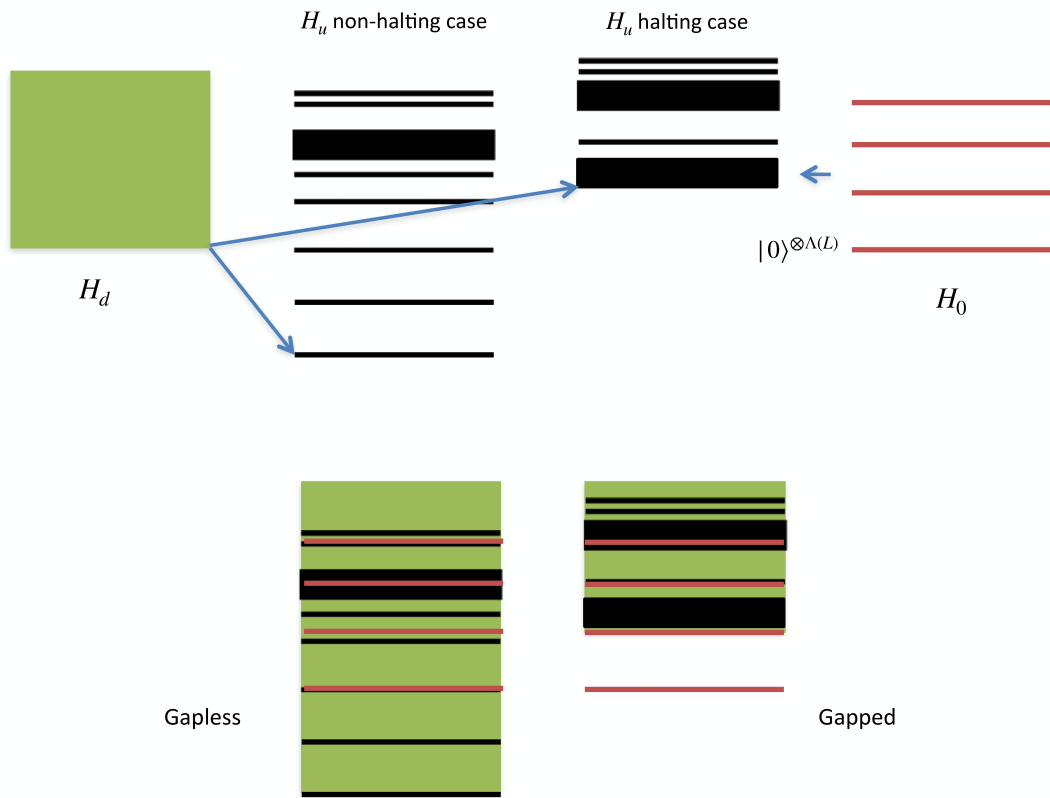 H_u non-halting case
H_u halting case
|0⟩^{⊗Λ(L)}
H_d
H_0
Gapless
Gapped